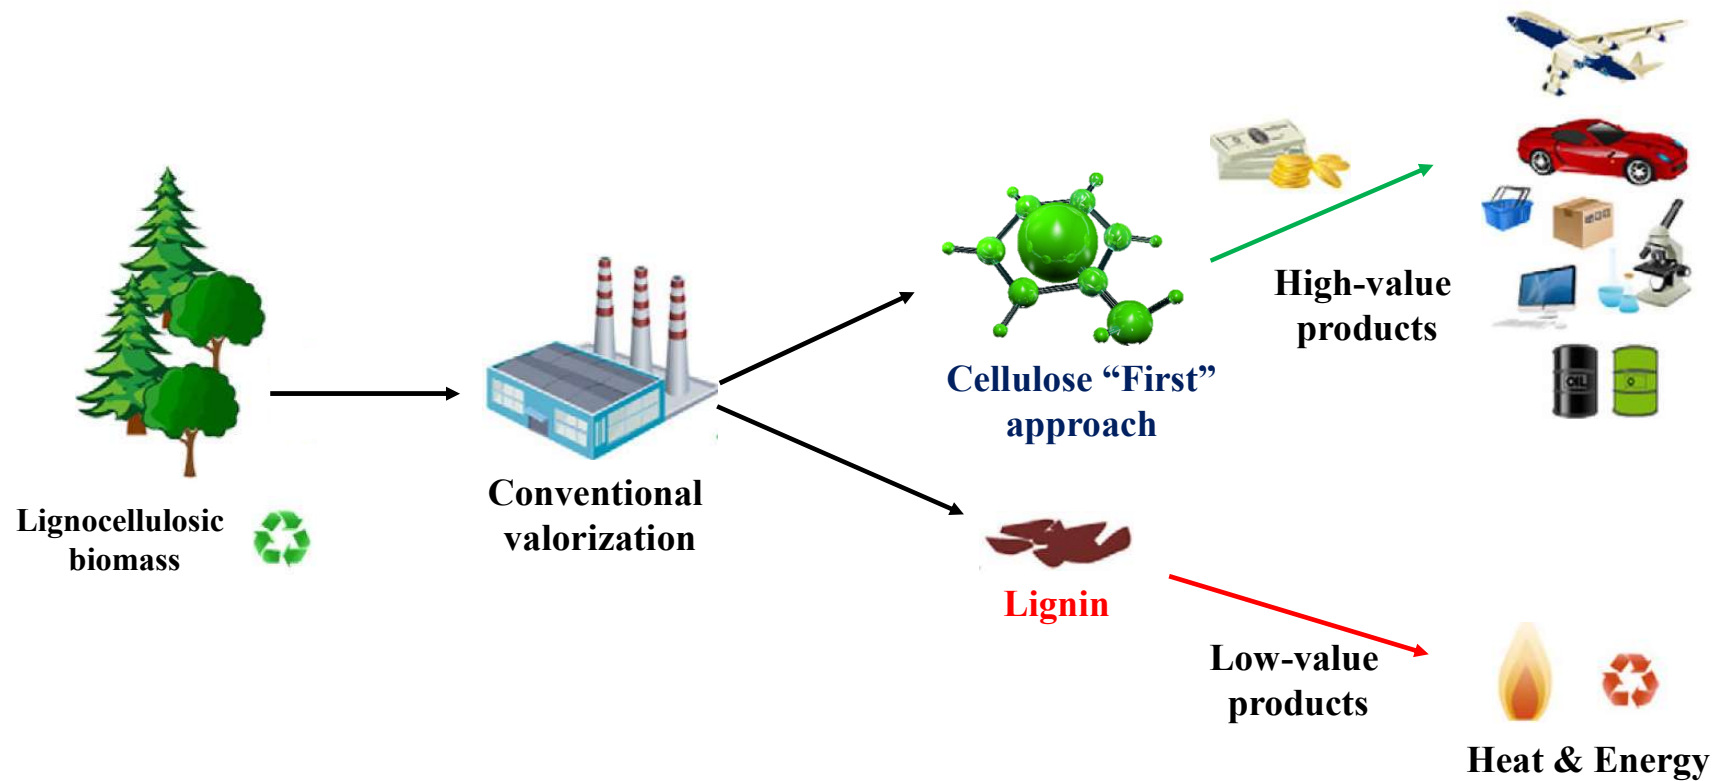 Lignocellulosic
biomass
Conventional
valorization
Cellulose “First”
approach
Lignin
High-value
products
Low-value
products
OIL
Heat & Energy